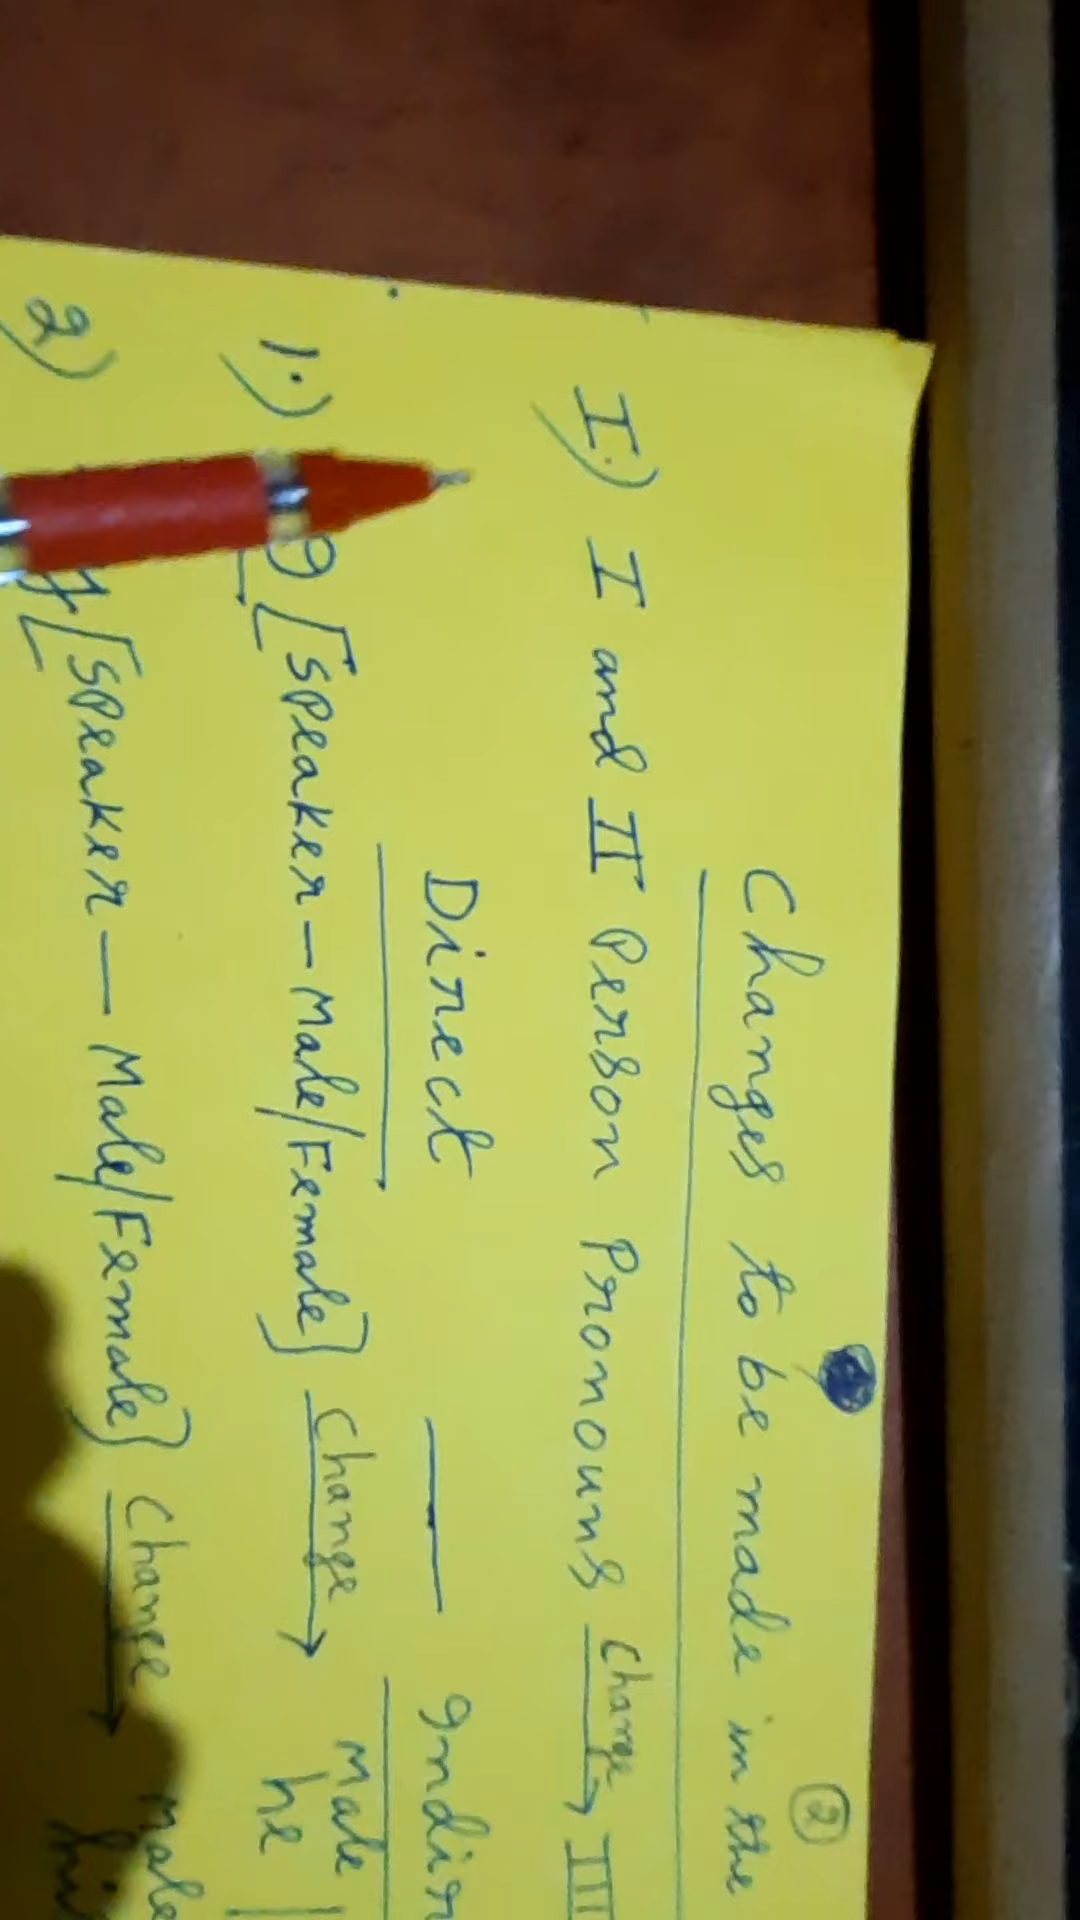 ②
Changes to be made in the
I.) I and II Person Pronouns Change→ III
Direct — Indir
1.) I [Speaker-Male/Female] Change→ Male he
2) [Speaker — Male/Female] Change→ Male